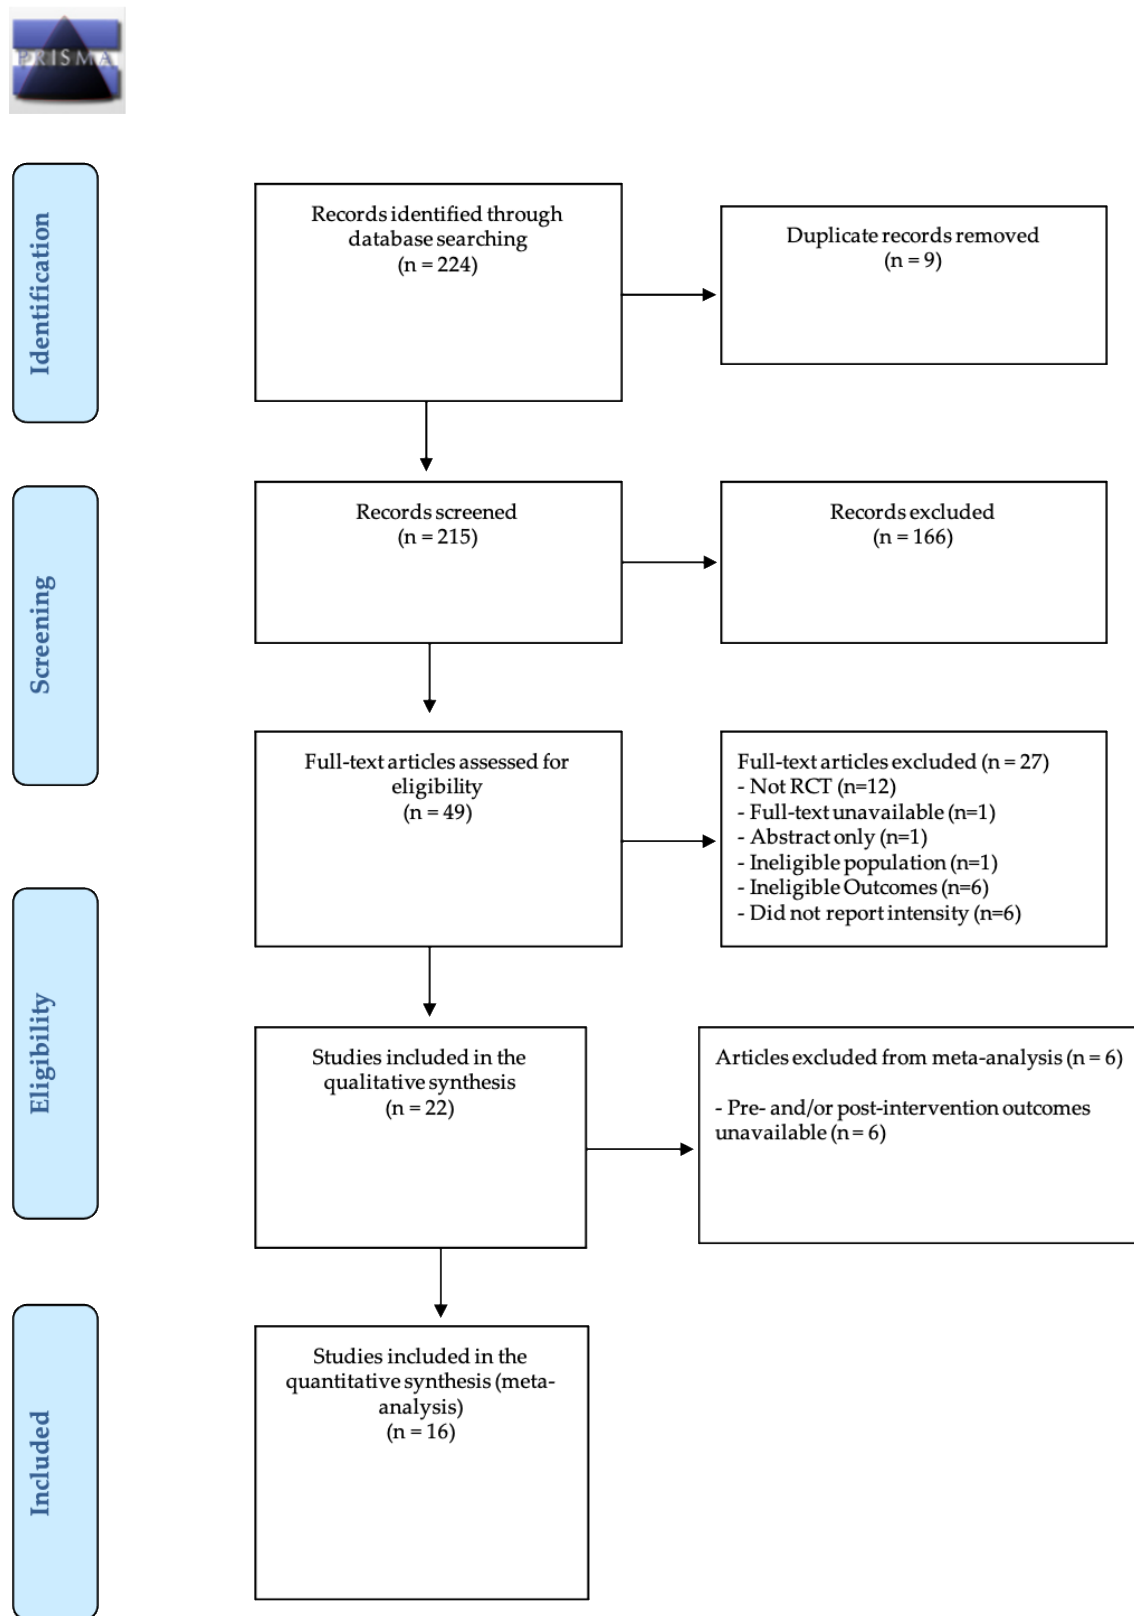 PRISMA
Identification
Records identified through
database searching
(n = 224)
Duplicate records removed
(n = 9)
Screening
Records screened
(n = 215)
Records excluded
(n = 166)
Full-text articles assessed for
eligibility
(n = 49)
Full-text articles excluded (n = 27)
- Not RCT (n=12)
- Full-text unavailable (n=1)
- Abstract only (n=1)
- Ineligible population (n=1)
- Ineligible Outcomes (n=6)
- Did not report intensity (n=6)
Eligibility
Studies included in the
qualitative synthesis
(n = 22)
Articles excluded from meta-analysis (n = 6)
- Pre- and/or post-intervention outcomes
unavailable (n = 6)
Included
Studies included in the
quantitative synthesis (meta-
analysis)
(n = 16)